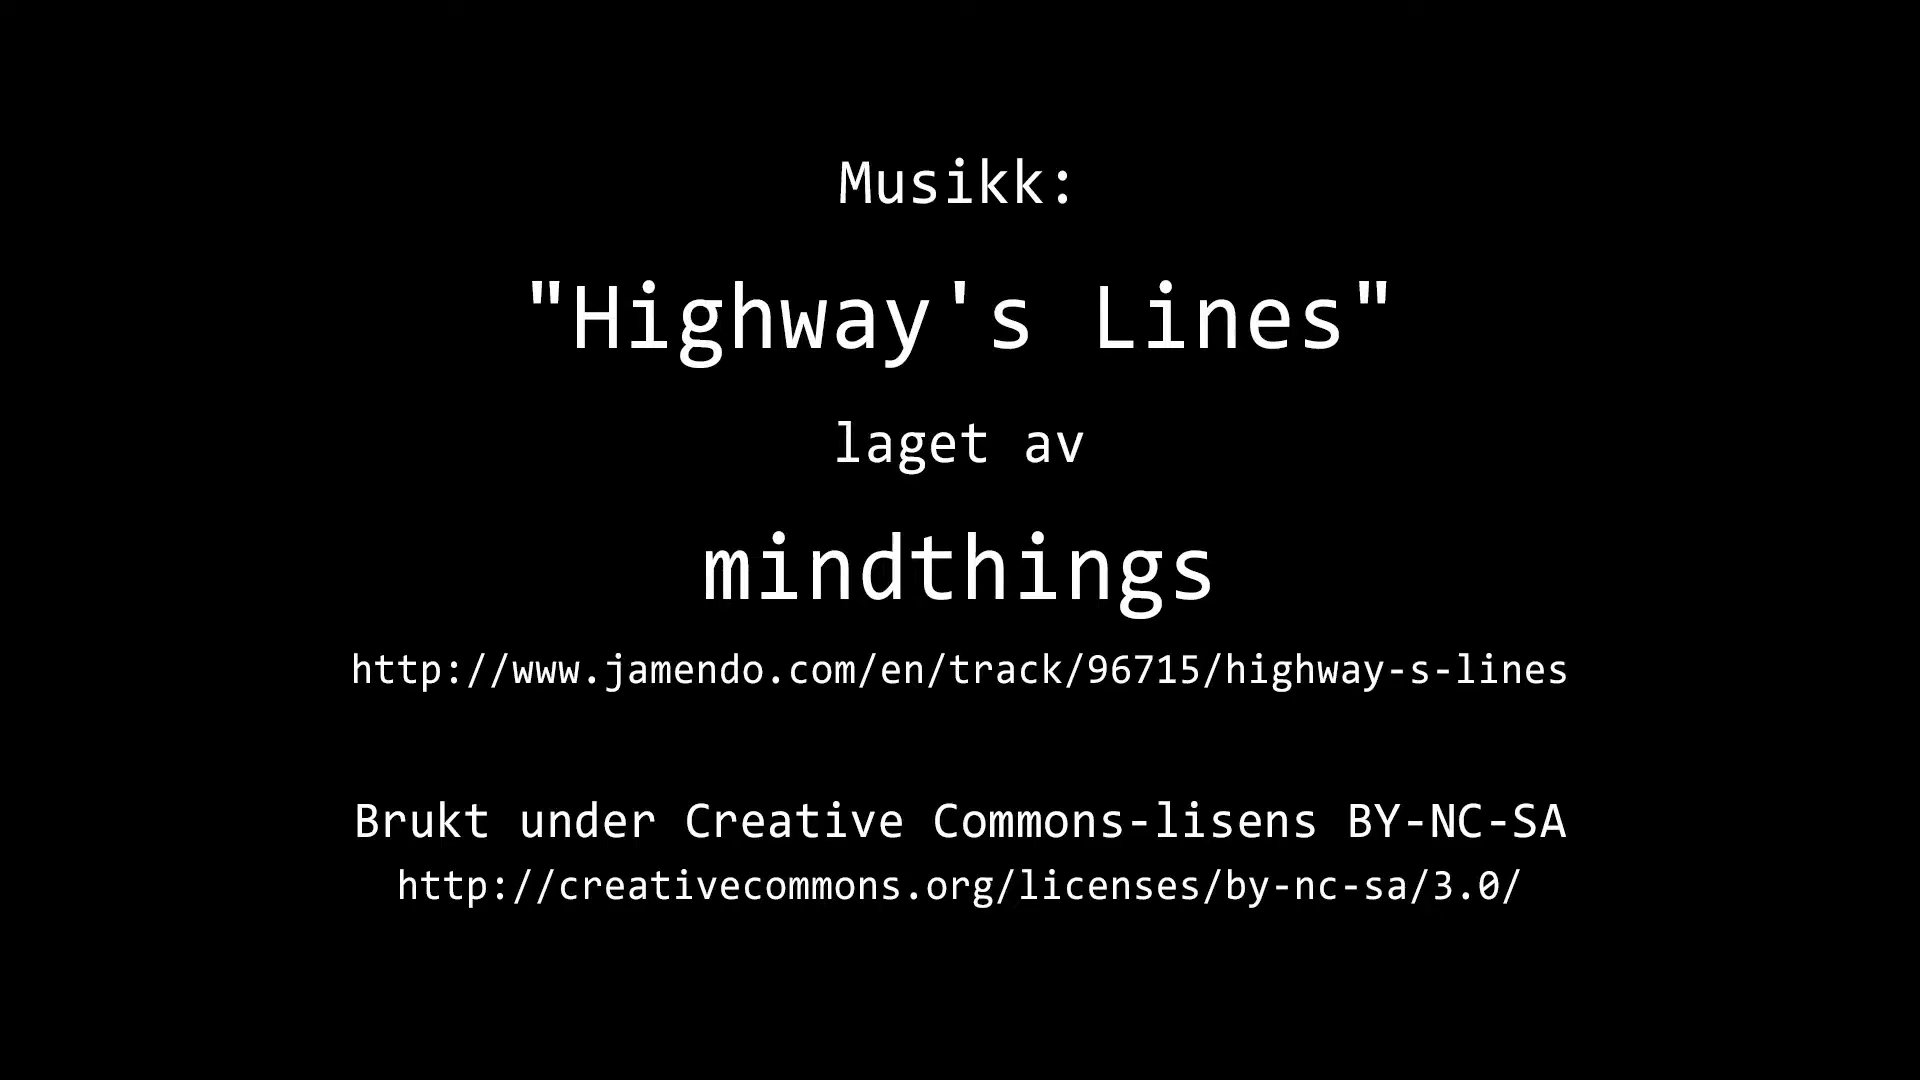 Musikk:
"Highway's Lines"
laget av
mindthings
http://www.jamendo.com/en/track/96715/highway-s-lines
Brukt under Creative Commons-lisens BY-NC-SA
http://creativecommons.org/licenses/by-nc-sa/3.0/